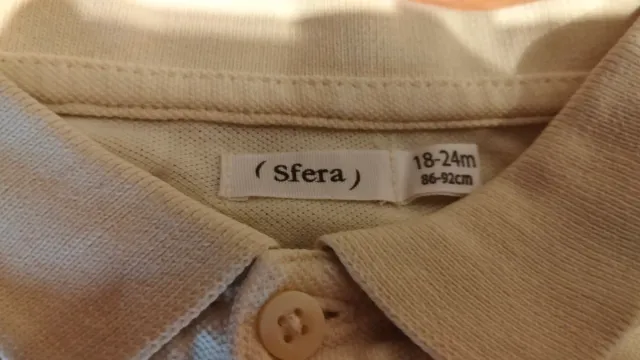 ( Sfera )
18-24m
86-92cm